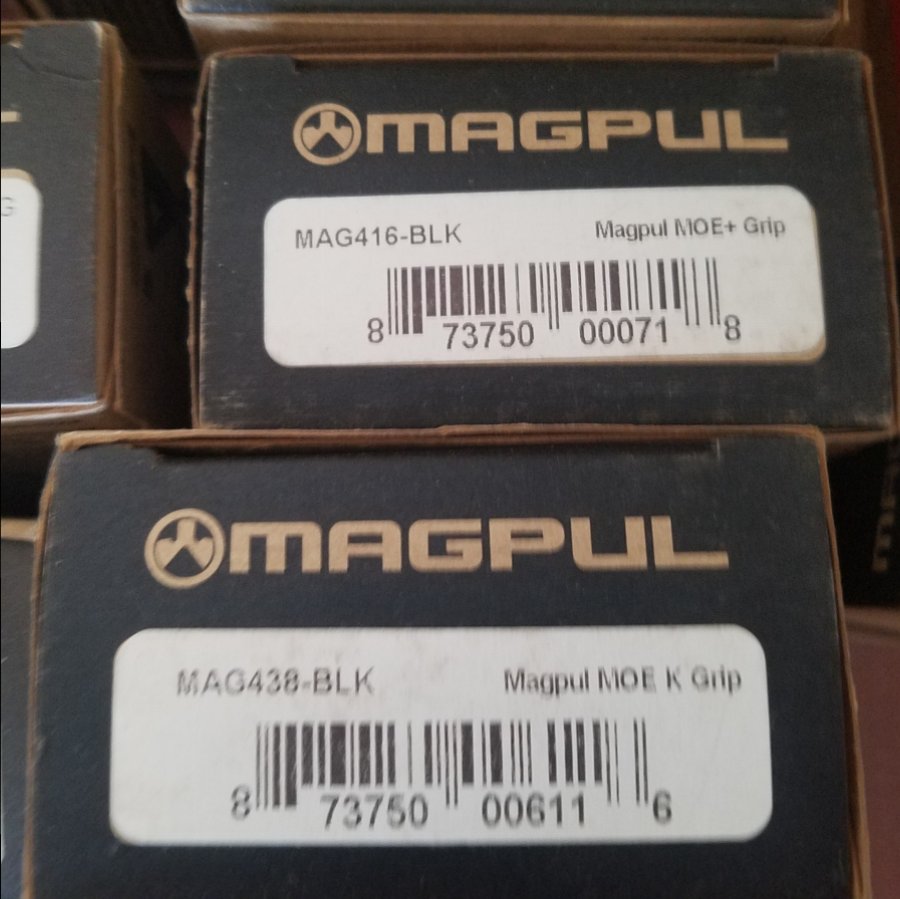 MAGPUL
MAG416-BLK Magpul MOE+ Grip
8 73750 00071 8
G
MAGPUL
MAG438-BLK Magpul MOE K Grip
8 73750 00611 6